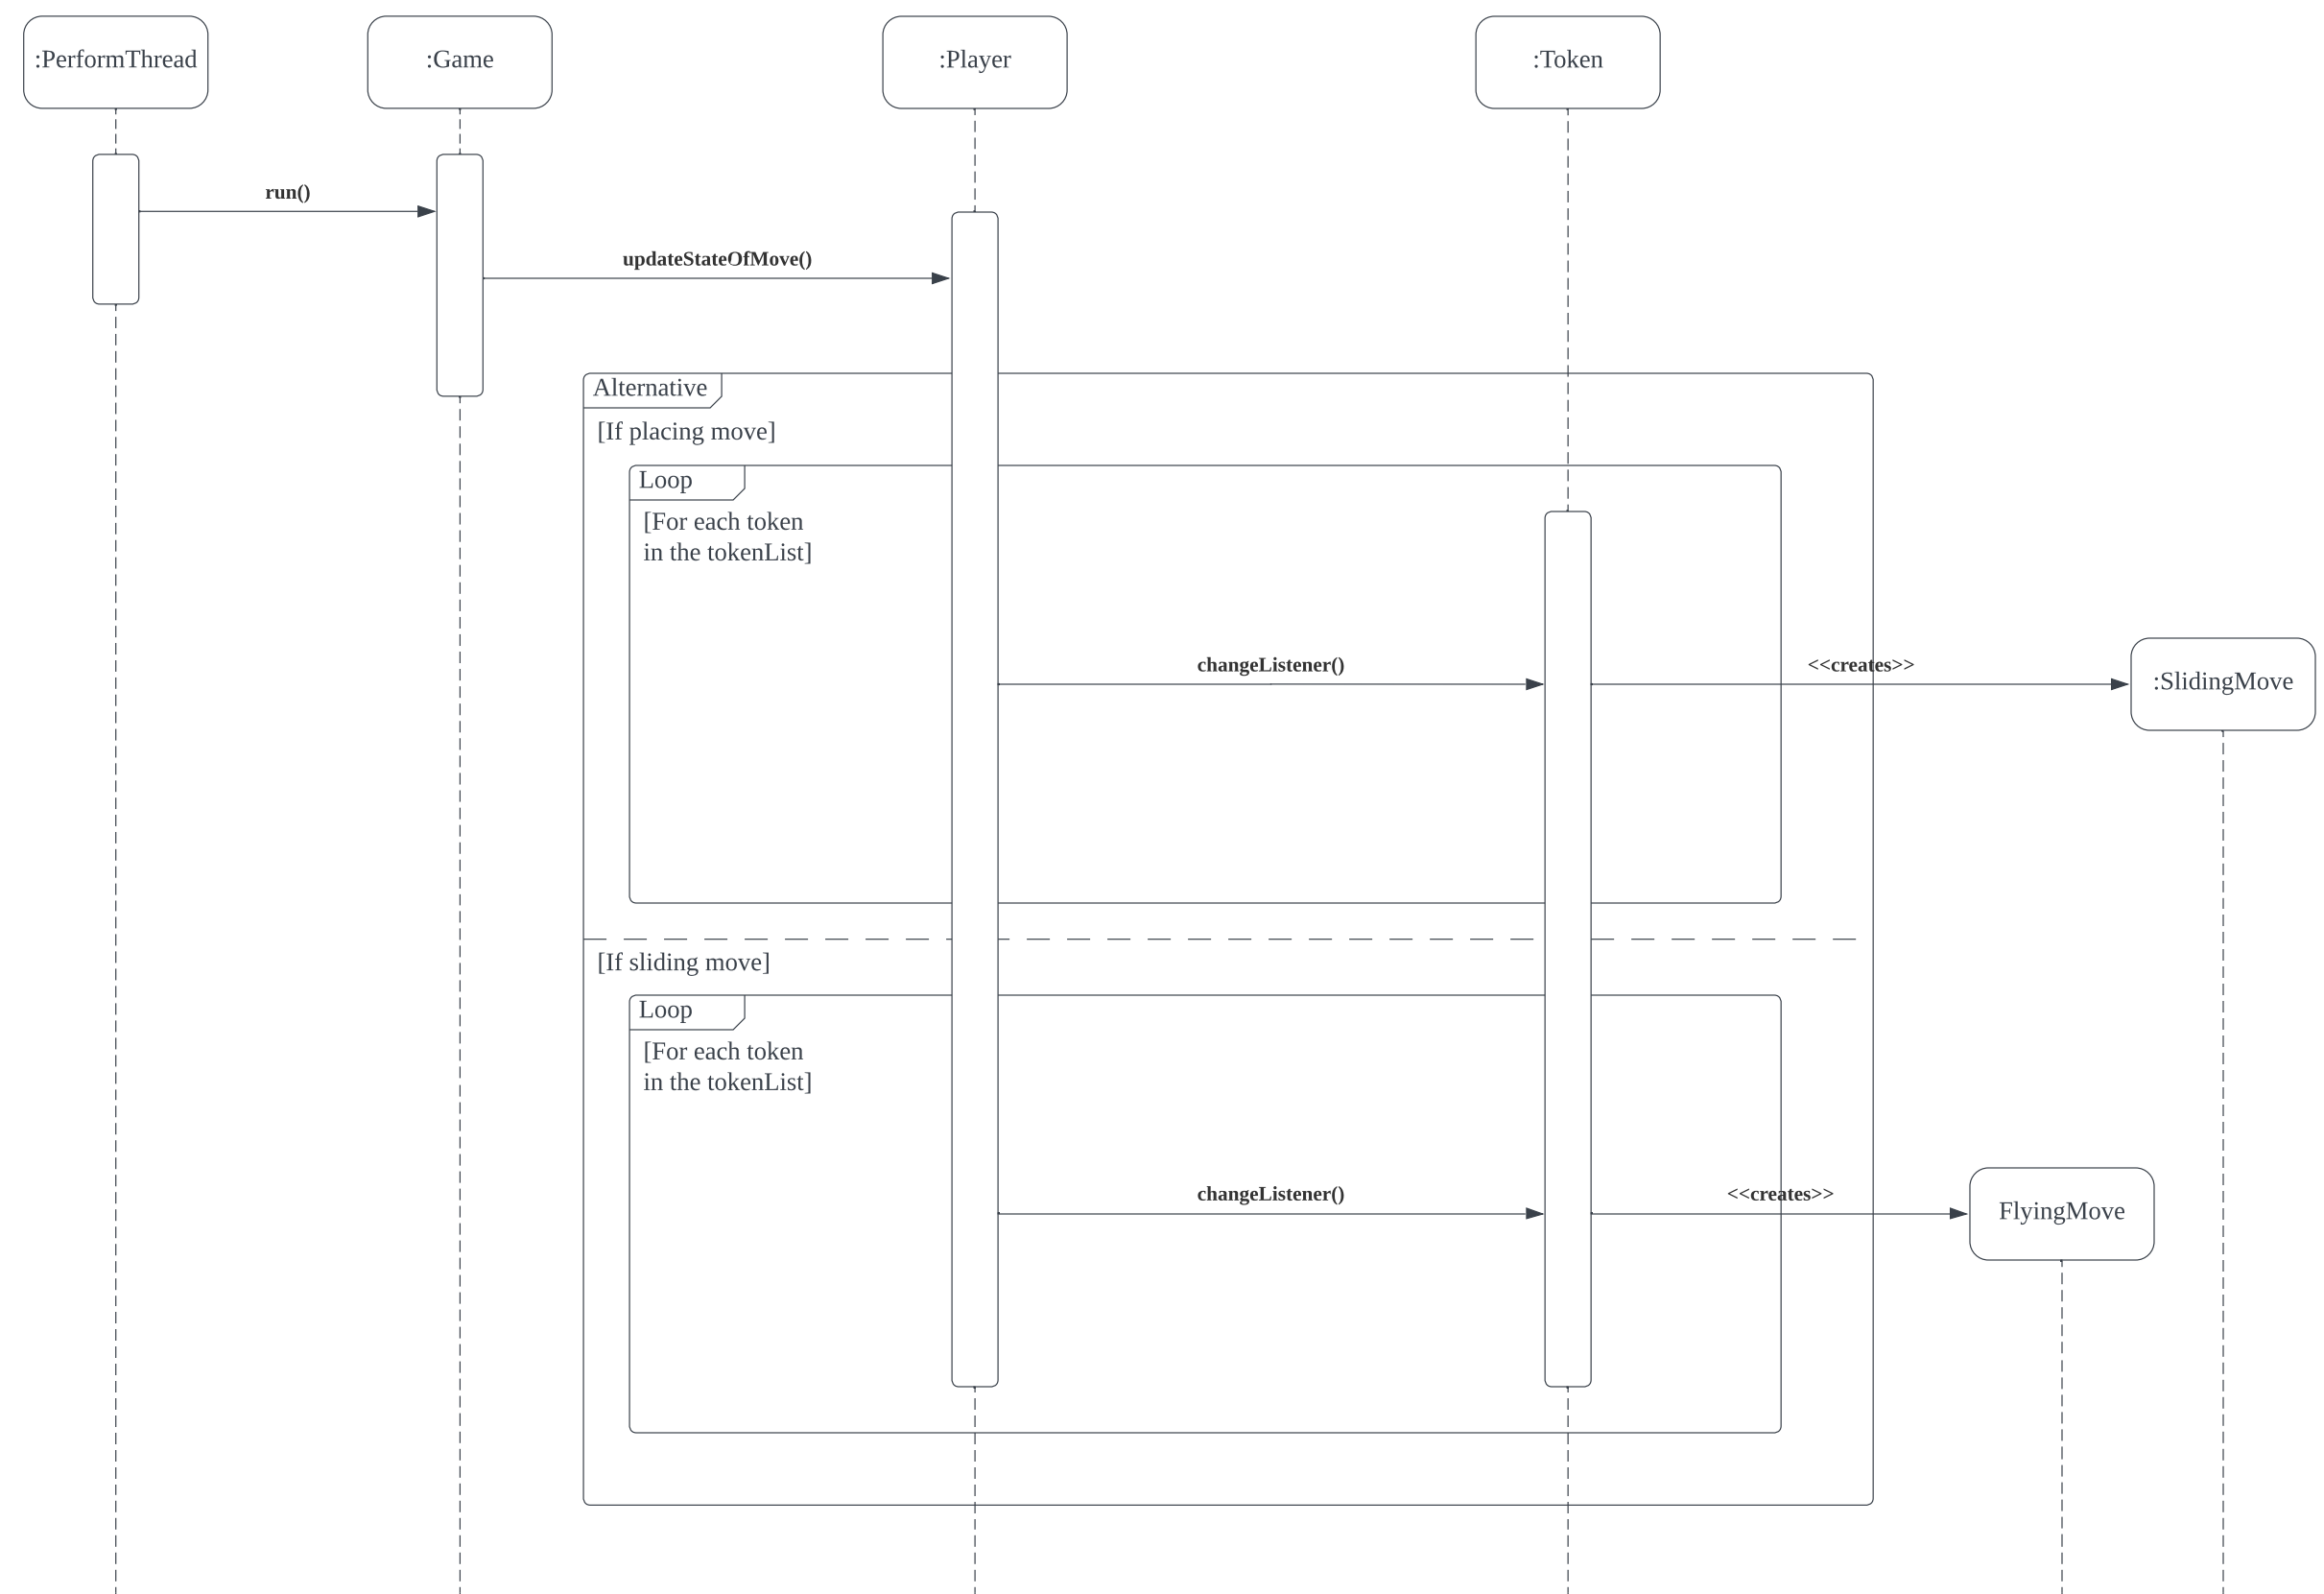 :PerformThread
:Game
:Player
:Token
run()
updateStateOfMove()
Alternative
[If placing move]
Loop
[For each token
in the tokenList]
changeListener()
<<creates>>
:SlidingMove
[If sliding move]
Loop
[For each token
in the tokenList]
changeListener()
<<creates>>
FlyingMove